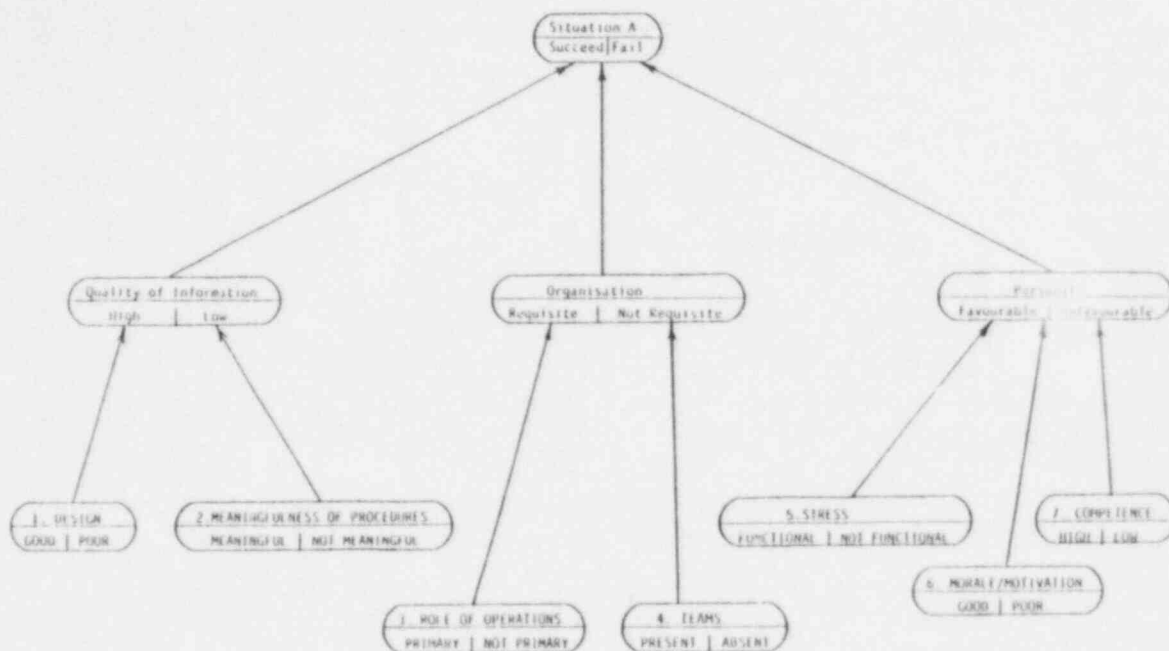 Situation A
Succeed | Fail
Quality of Information
High | Low
Organisation
Requisite | Not Requisite
Favourable |
1. DESIGN
GOOD | POOR
2.MEANINGFULNESS OF PROCEDURES
MEANINGFUL | NOT MEANINGFUL
3. ROLE OF OPERATIONS
PRIMARY | NOT PRIMARY
4. TEAMS
PRESENT | ABSENT
5.STRESS
FUNCTIONAL | NOT FUNCTIONAL
6. MORALE/MOTIVATION
GOOD | POOR
7. COMPETENCE
HIGH | LOW